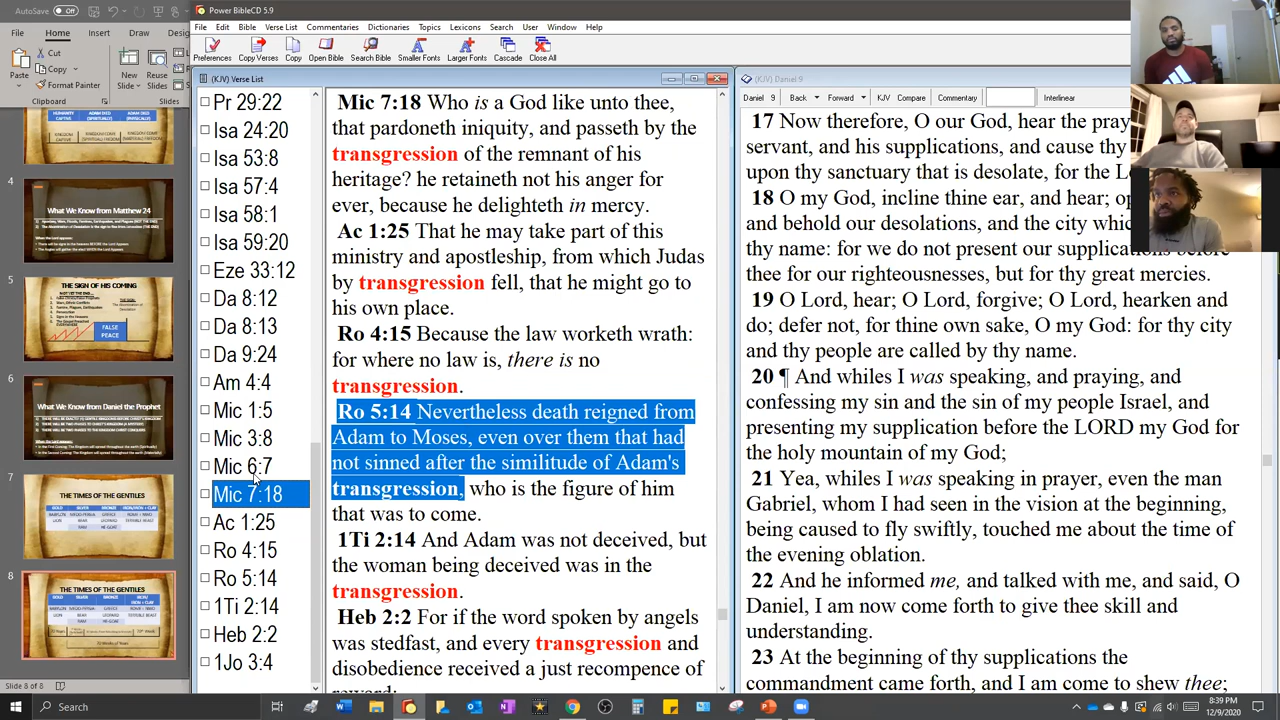 AutoSave Off
File Home Insert Draw
Paste
Cut
Copy
Format Painter
Clipboard
New
Slides
Reuse
Slides
Slides
HUMANITY
CAPTIVE
ADAM DIED
(SPIRITUALLY)
ADAM DIED
(PHYSICALLY)
4
What We Know from Matthew 24
5
THE SIGN OF HIS COMING
FALSE
PEACE
6
What We Know from Daniel the Prophet
7
THE TIMES OF THE GENTILES
8
THE TIMES OF THE GENTILES
Slide 8 of 8
Power BibleCD 5.9
File Edit Bible Verse List Commentaries Dictionaries Topics Lexicons Search User Window Help
Preferences Copy Verses Copy Open Bible Search Bible Smaller Fonts Larger Fonts Cascade Close All
(KJV) Verse List
Pr 29:22
Isa 24:20
Isa 53:8
Isa 57:4
Isa 58:1
Isa 59:20
Eze 33:12
Da 8:12
Da 8:13
Da 9:24
Am 4:4
Mic 1:5
Mic 3:8
Mic 6:7
Mic 7:18
Ac 1:25
Ro 4:15
Ro 5:14
1Ti 2:14
Heb 2:2
1Jo 3:4
Mic 7:18 Who is a God like unto thee,
that pardoneth iniquity, and passeth by the
transgression of the remnant of his
heritage? he retaineth not his anger for
ever, because he delighteth in mercy.
Ac 1:25 That he may take part of this
ministry and apostleship, from which Judas
by transgression fell, that he might go to
his own place.
Ro 4:15 Because the law worketh wrath:
for where no law is, there is no
transgression.
Ro 5:14 Nevertheless death reigned from
Adam to Moses, even over them that had
not sinned after the similitude of Adam's
transgression, who is the figure of him
that was to come.
1Ti 2:14 And Adam was not deceived, but
the woman being deceived was in the
transgression.
Heb 2:2 For if the word spoken by angels
was stedfast, and every transgression and
disobedience received a just recompence of
reward;
(KJV) Daniel 9
Daniel 9 Back Forward KJV Compare Commentary Interlinear
17 Now therefore, O our God, hear the pray
servant, and his supplications, and cause thy
upon thy sanctuary that is desolate, for the L
18 O my God, incline thine ear, and hear; op
and behold our desolations, and the city which
thy name: for we do not present our supplicat
thee for our righteousnesses, but for thy great mercies.
19 O Lord, hear; O Lord, forgive; O Lord, hearken and
do; defer not, for thine own sake, O my God: for thy city
and thy people are called by thy name.
20 ¶ And whiles I was speaking, and praying, and
confessing my sin and the sin of my people Israel, and
presenting my supplication before the LORD my God for
the holy mountain of my God;
21 Yea, whiles I was speaking in prayer, even the man
Gabriel, whom I had seen in the vision at the beginning,
being caused to fly swiftly, touched me about the time of
the evening oblation.
22 And he informed me, and talked with me, and said, O
Daniel, I am now come forth to give thee skill and
understanding.
23 At the beginning of thy supplications the
commandment came forth, and I am come to shew thee;
Search
8:39 PM
12/9/2020